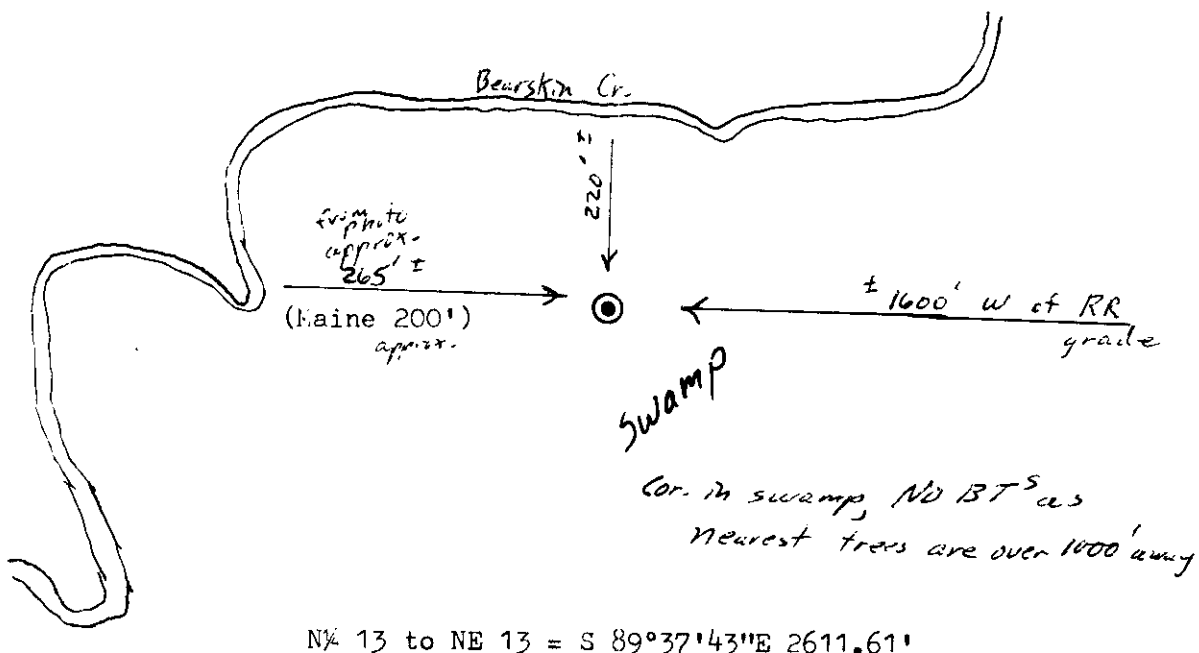 Bearskin Cr.
220' ±
from photo
approx.
265' ±
(Maine 200')
approx.
± 1600' W of RR
grade
Swamp
Cor. in swamp, NO BTs as
nearest trees are over 1000' away
N¼ 13 to NE 13 = S 89°37'43"E 2611.61'